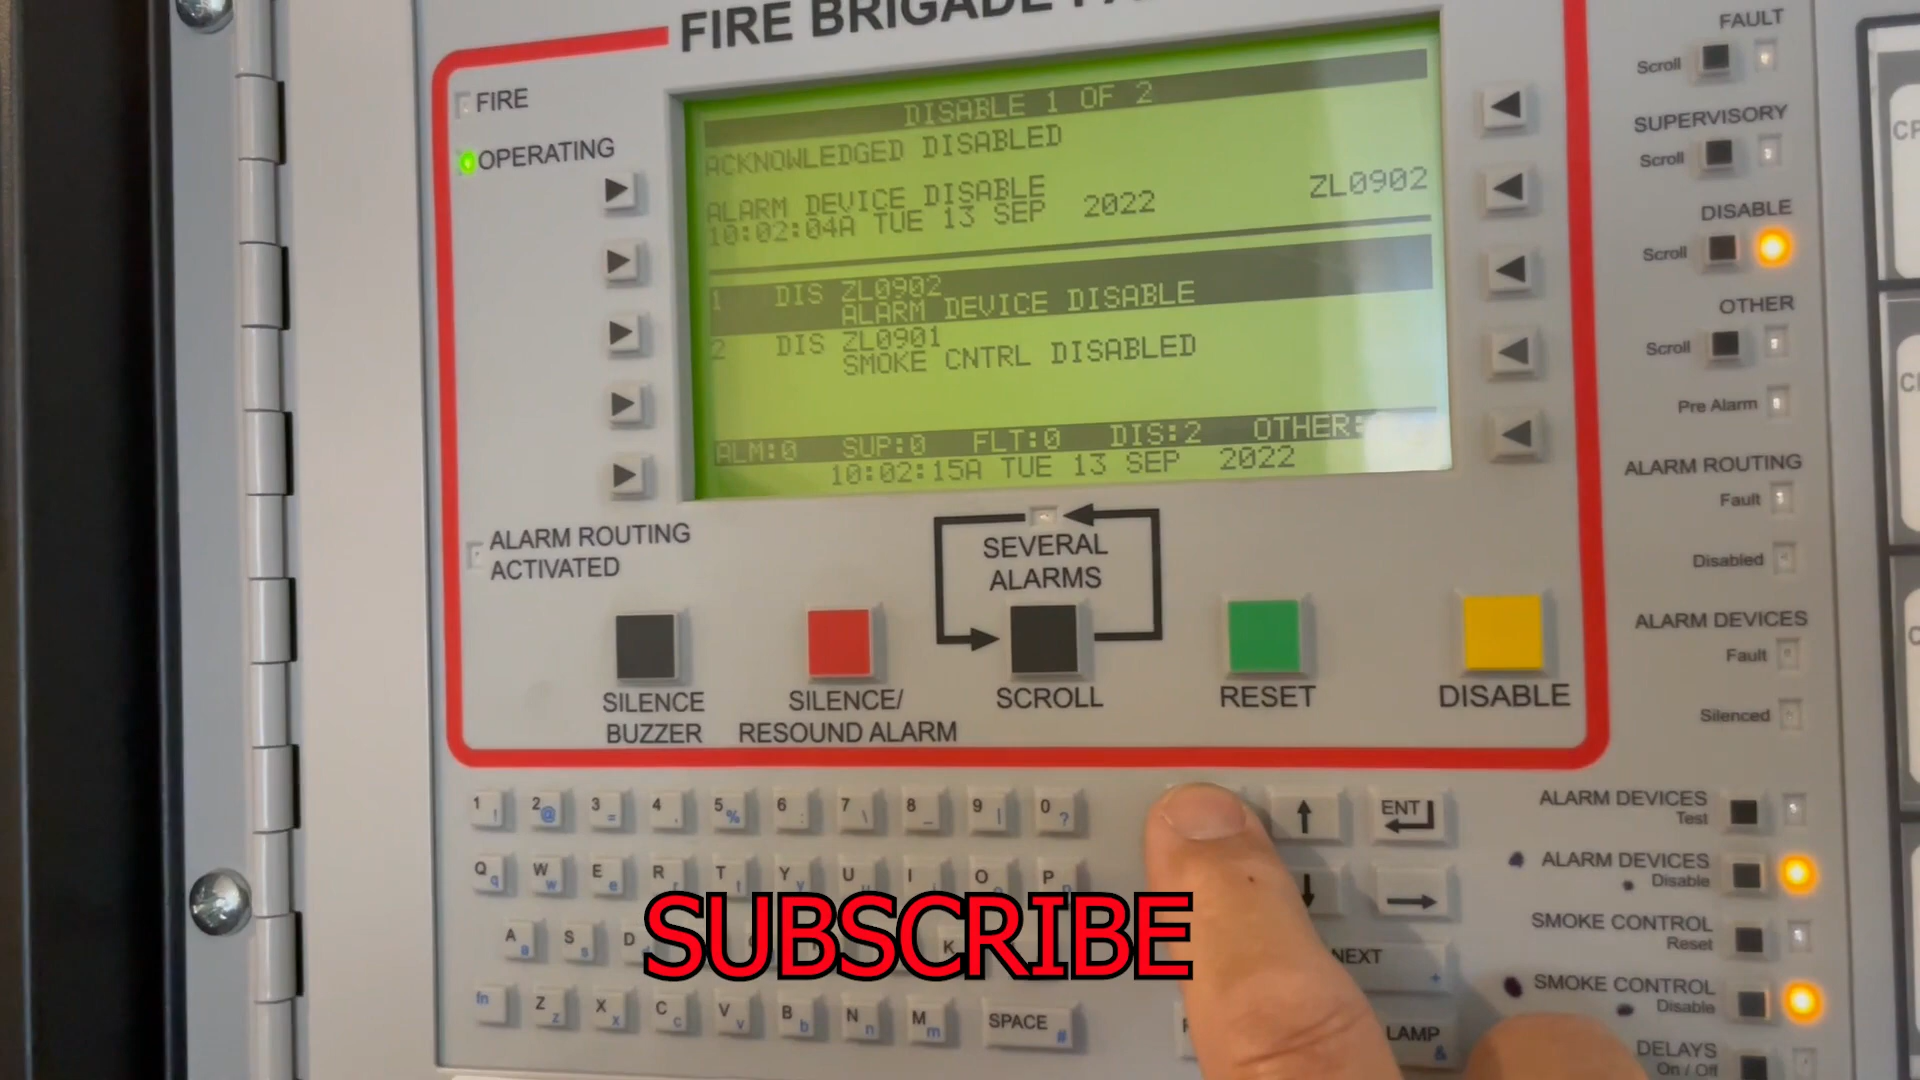 FIRE BRIGADE
FIRE
OPERATING
DISABLE 1 OF 2
ACKNOWLEDGED DISABLED
ALARM DEVICE DISABLE ZL0902
10:02:04A TUE 13 SEP 2022
1 DIS ZL0902
ALARM DEVICE DISABLE
2 DIS ZL0901
SMOKE CNTRL DISABLED
ALM:0 SUP:0 FLT:0 DIS:2 OTHER:
10:02:15A TUE 13 SEP 2022
ALARM ROUTING
ACTIVATED
SEVERAL
ALARMS
SILENCE
BUZZER
SILENCE/
RESOUND ALARM
SCROLL
RESET
DISABLE
FAULT
Scroll
SUPERVISORY
Scroll
DISABLE
Scroll
OTHER
Scroll
Pre Alarm
ALARM ROUTING
Fault
Disabled
ALARM DEVICES
Fault
Silenced
ALARM DEVICES
Test
ALARM DEVICES
Disable
SMOKE CONTROL
Reset
SMOKE CONTROL
Disable
DELAYS
On / Off
1 ! 2 @ 3 = 4 , 5 % 6 : 7 \ 8 _ 9 | 0 ?
ENT
Q q W w E e R T t Y y U I O P
A a S s D K
fn Z z X x C c V v B b N n M m SPACE #
NEXT +
LAMP &
SUBSCRIBE